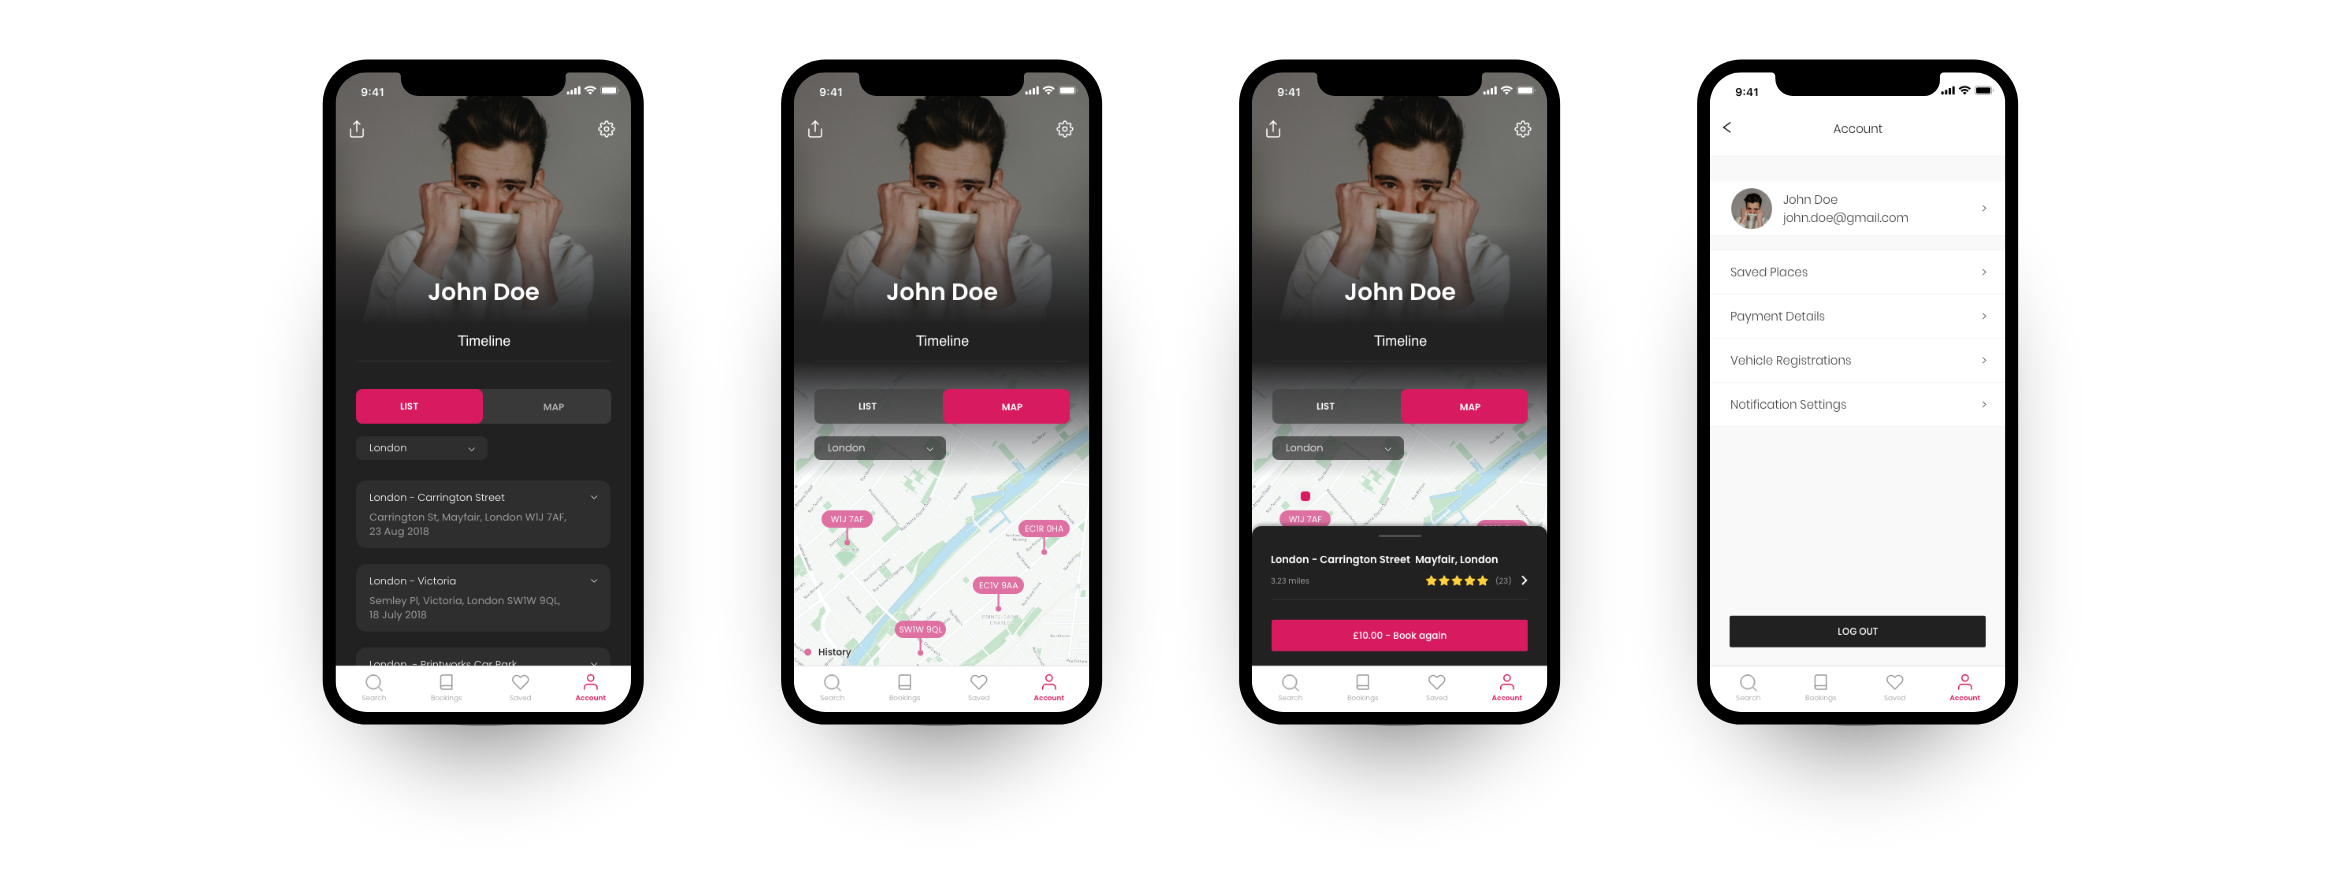 9:41
John Doe
Timeline
LIST
MAP
London
London - Carrington Street
Carrington St, Mayfair, London W1J 7AF,
23 Aug 2018
London - Victoria
Semley Pl, Victoria, London SW1W 9QL,
18 July 2018
London - Printworks Car Park
Search
Bookings
Saved
Account
9:41
John Doe
Timeline
LIST
MAP
London
W1J 7AF
EC1R 0HA
EC1V 9AA
SW1W 9QL
History
Search
Bookings
Saved
Account
9:41
John Doe
Timeline
LIST
MAP
London
W1J 7AF
London - Carrington Street Mayfair, London
3.23 miles
(23)
£10.00 - Book again
Search
Bookings
Saved
Account
9:41
Account
John Doe
john.doe@gmail.com
Saved Places
Payment Details
Vehicle Registrations
Notification Settings
LOG OUT
Search
Bookings
Saved
Account